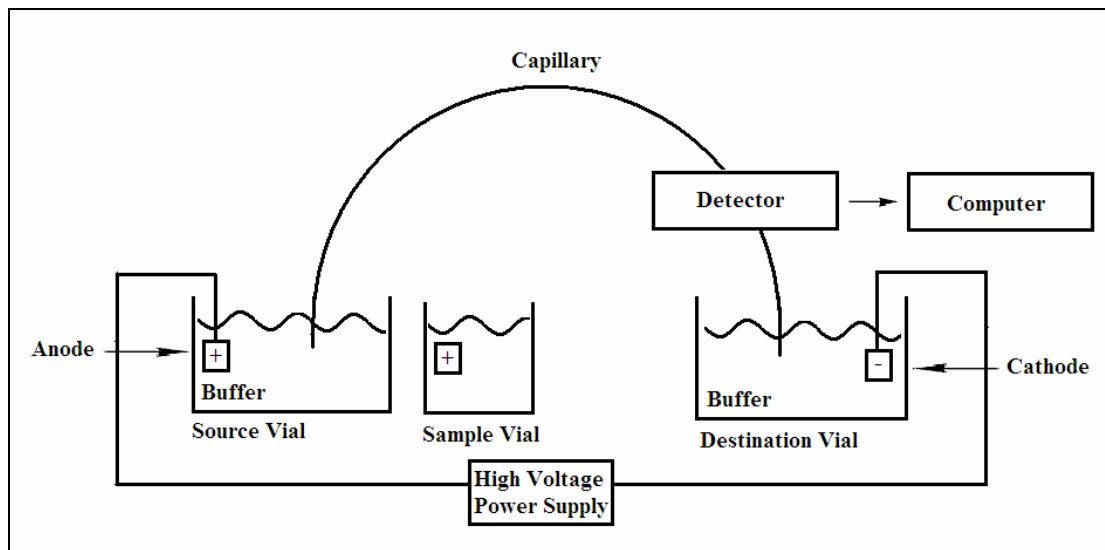 Capillary
Detector
Computer
Anode
+
+
-
Cathode
Buffer
Buffer
Source Vial
Sample Vial
Destination Vial
High Voltage
Power Supply